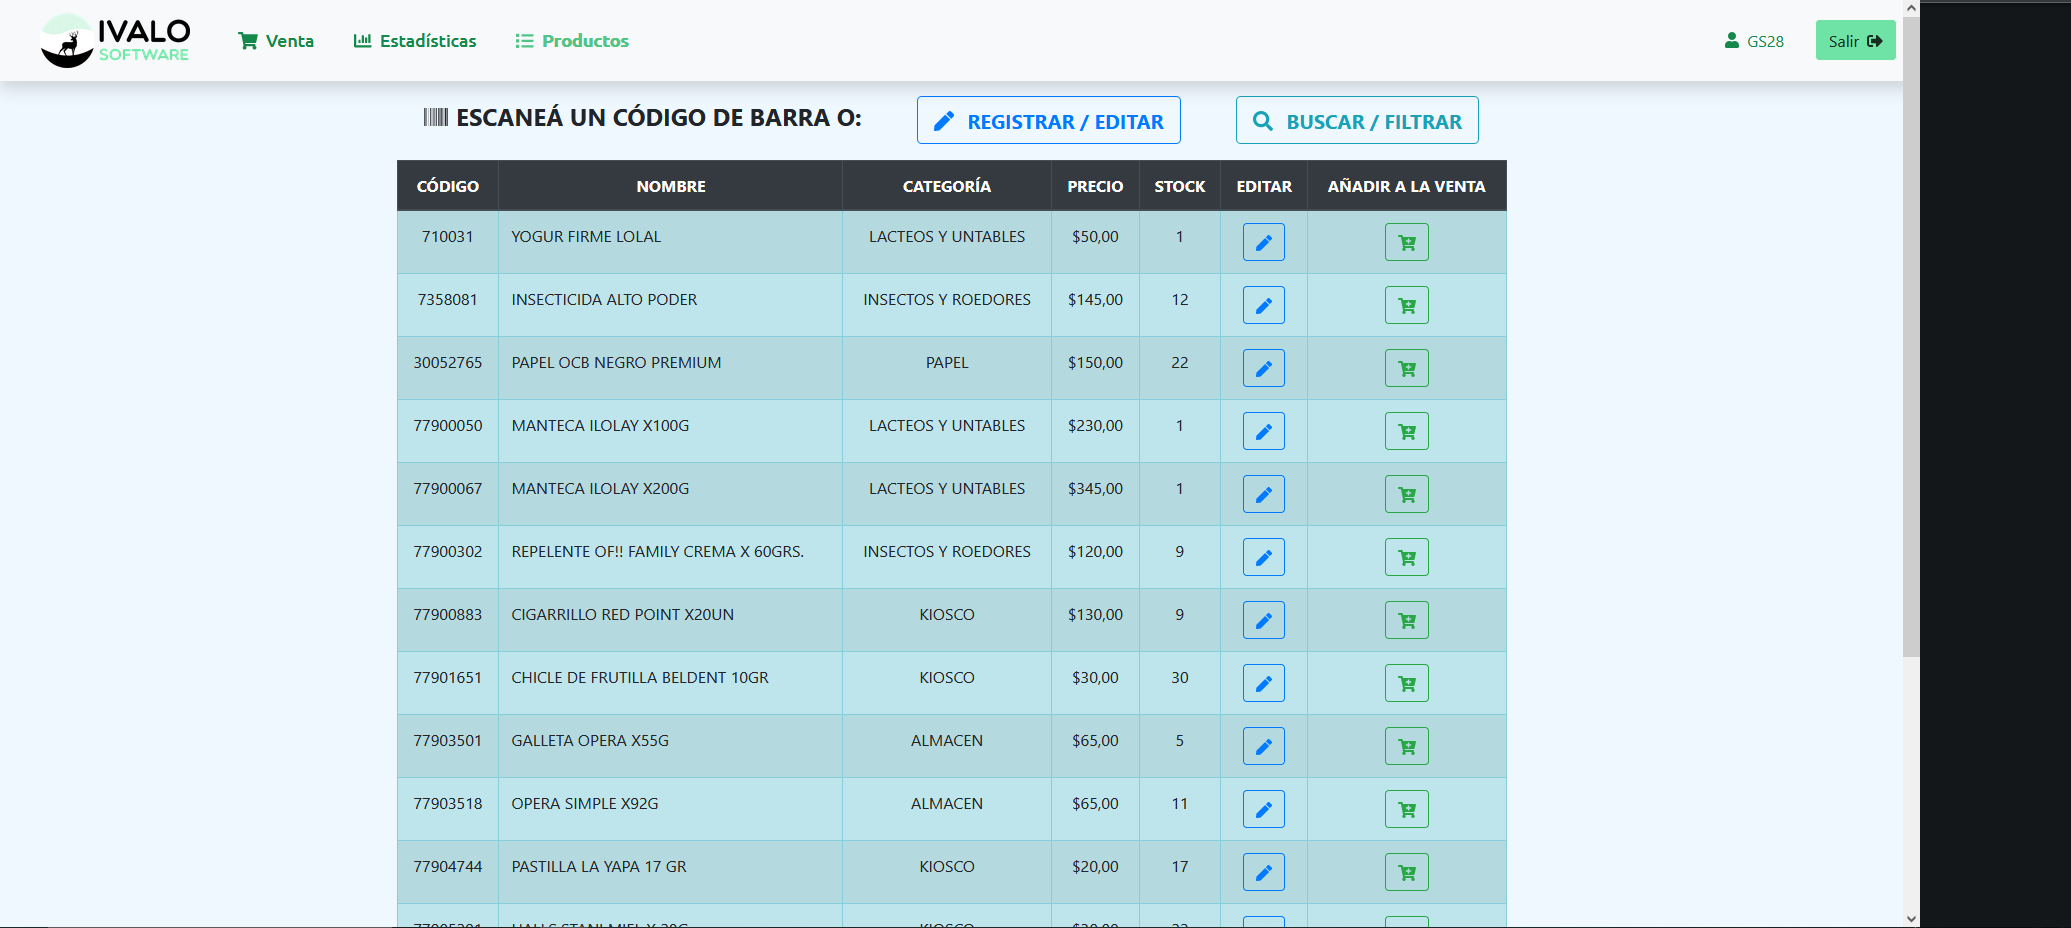 IVALO
SOFTWARE
Venta
Estadísticas
Productos
GS28
Salir
ESCANEÁ UN CÓDIGO DE BARRA O:
REGISTRAR / EDITAR
BUSCAR / FILTRAR
CÓDIGO NOMBRE CATEGORÍA PRECIO STOCK EDITAR AÑADIR A LA VENTA
710031 YOGUR FIRME LOLAL LACTEOS Y UNTABLES $50,00 1
7358081 INSECTICIDA ALTO PODER INSECTOS Y ROEDORES $145,00 12
30052765 PAPEL OCB NEGRO PREMIUM PAPEL $150,00 22
77900050 MANTECA ILOLAY X100G LACTEOS Y UNTABLES $230,00 1
77900067 MANTECA ILOLAY X200G LACTEOS Y UNTABLES $345,00 1
77900302 REPELENTE OF!! FAMILY CREMA X 60GRS. INSECTOS Y ROEDORES $120,00 9
77900883 CIGARRILLO RED POINT X20UN KIOSCO $130,00 9
77901651 CHICLE DE FRUTILLA BELDENT 10GR KIOSCO $30,00 30
77903501 GALLETA OPERA X55G ALMACEN $65,00 5
77903518 OPERA SIMPLE X92G ALMACEN $65,00 11
77904744 PASTILLA LA YAPA 17 GR KIOSCO $20,00 17
KIOSCO